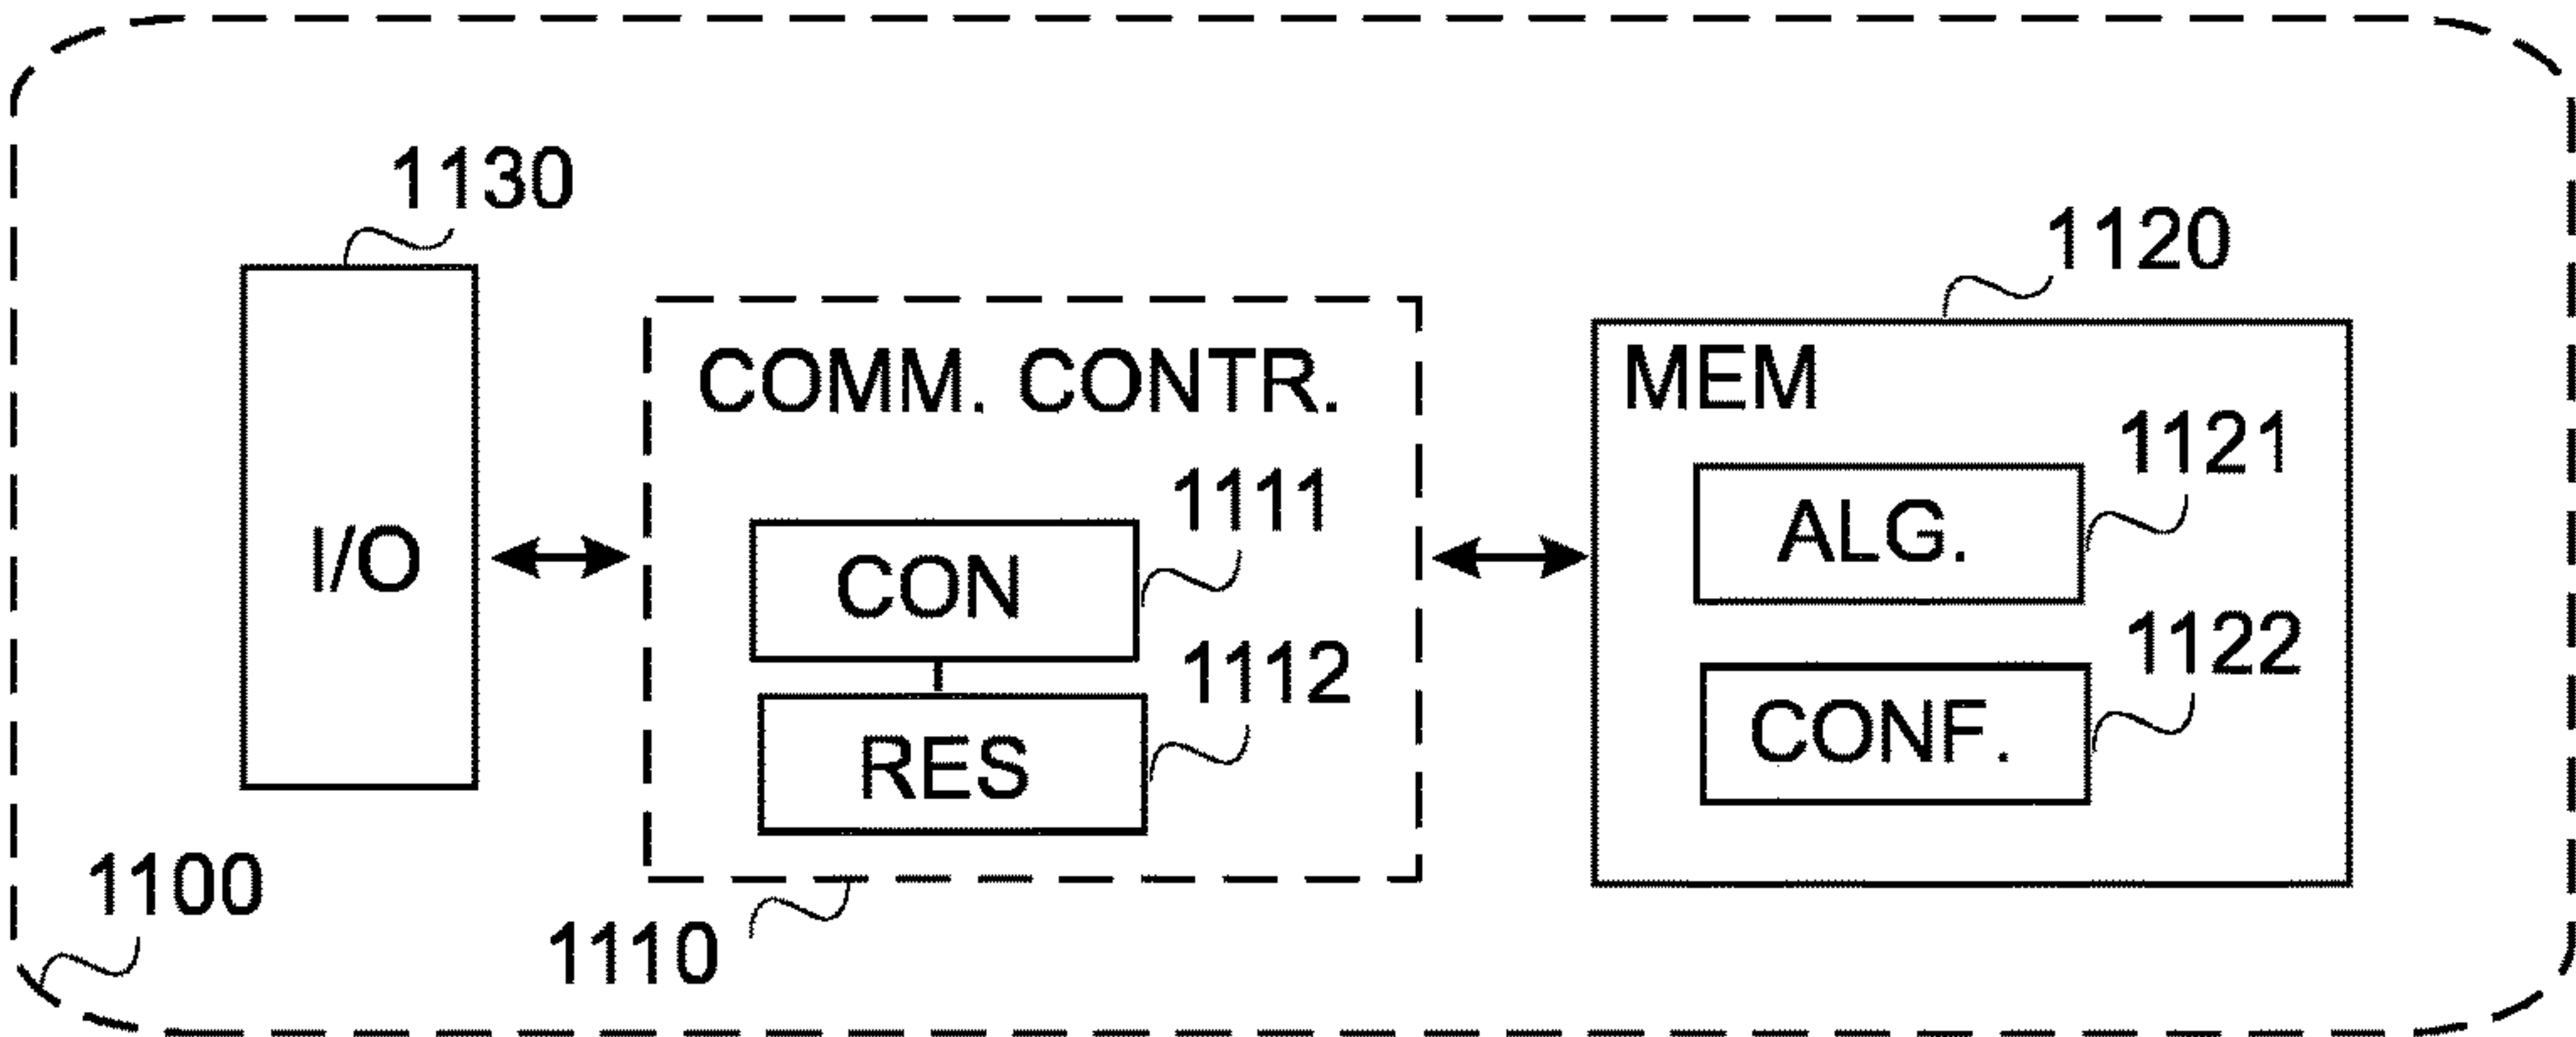 1130
1120
COMM. CONTR.
MEM
1121
1111
ALG.
I/O
CON
1122
1112
CONF.
RES
1100
1110